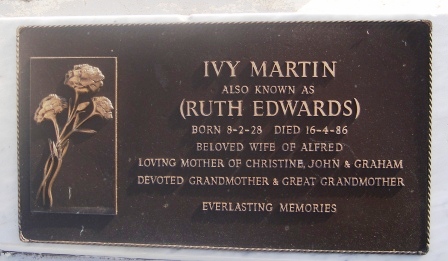 IVY MARTIN
ALSO KNOWN AS
(RUTH EDWARDS)
BORN 8-2-28 DIED 16-4-86
BELOVED WIFE OF ALFRED
LOVING MOTHER OF CHRISTINE, JOHN & GRAHAM
DEVOTED GRANDMOTHER & GREAT GRANDMOTHER
EVERLASTING MEMORIES